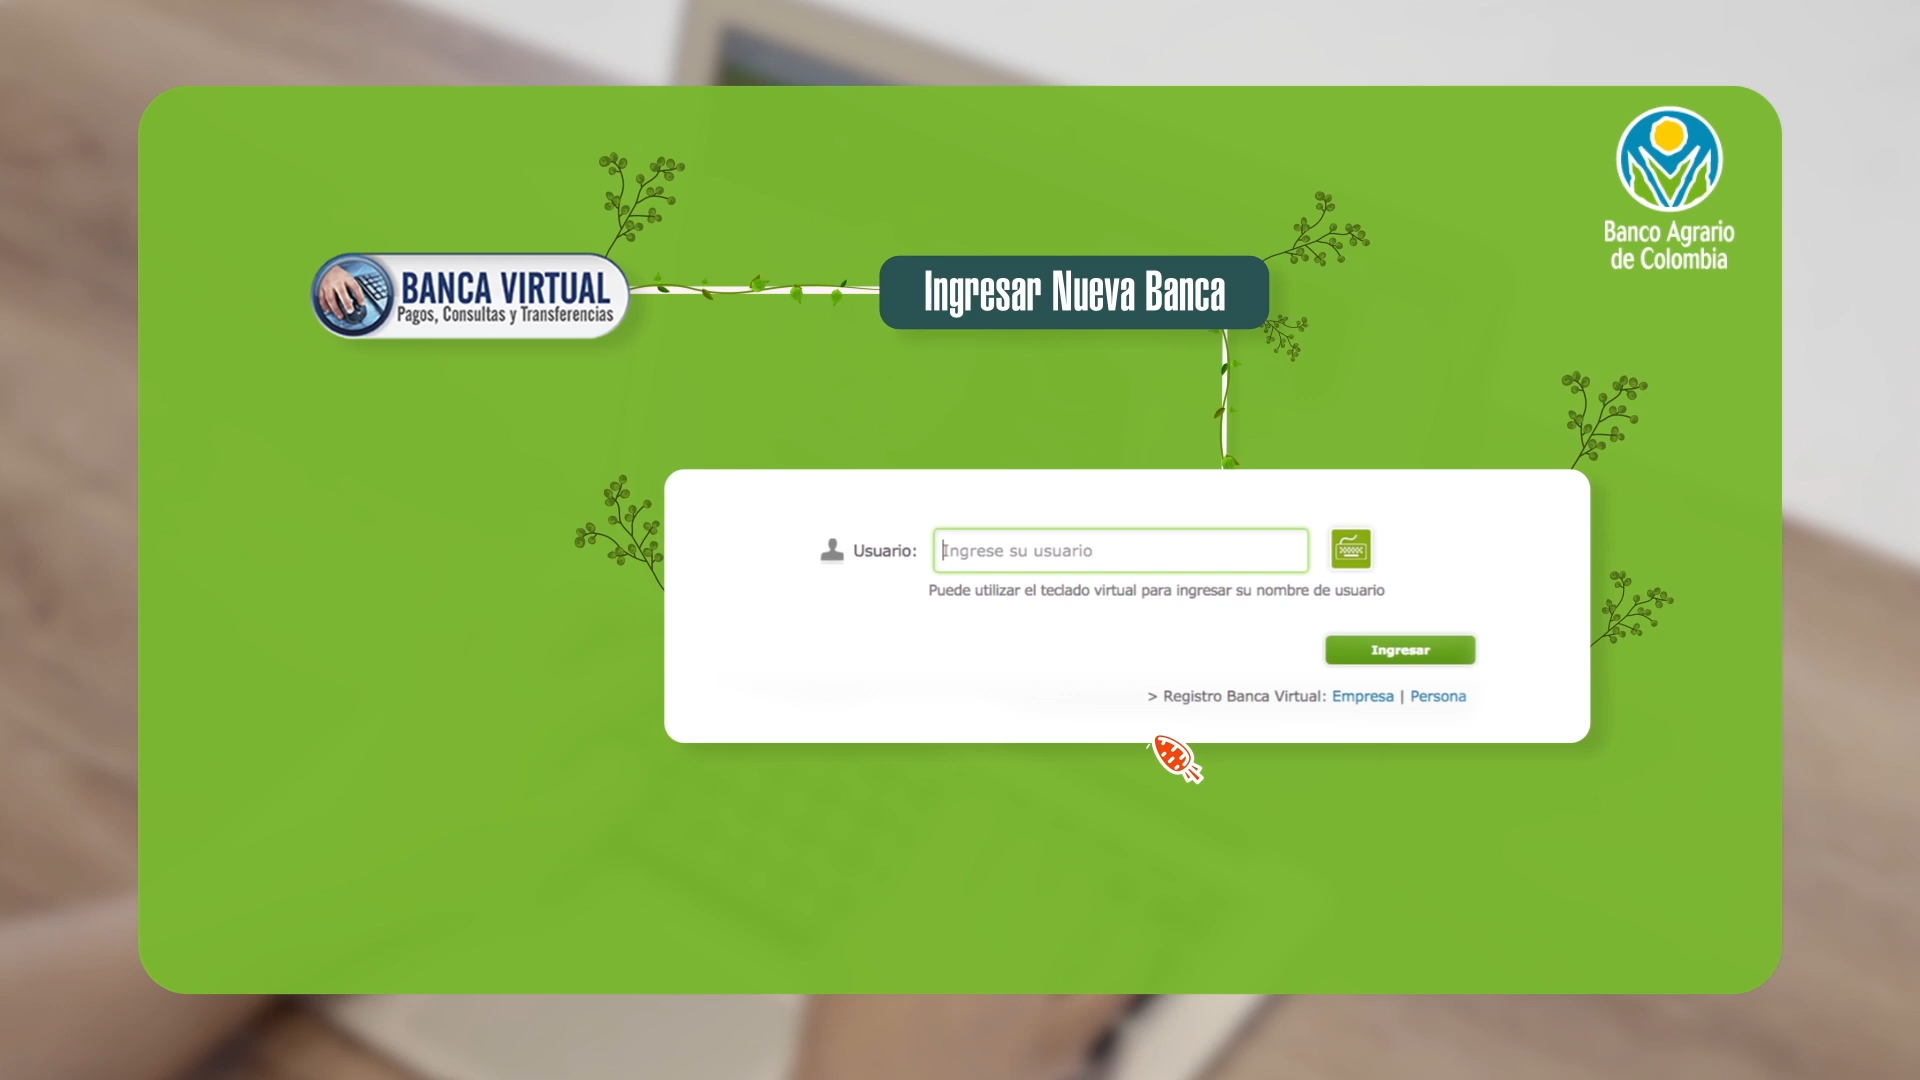 Banco Agrario
de Colombia
BANCA VIRTUAL
Pagos, Consultas y Transferencias
Ingresar Nueva Banca
Usuario: Ingrese su usuario
Puede utilizar el teclado virtual para ingresar su nombre de usuario
Ingresar
> Registro Banca Virtual: Empresa | Persona